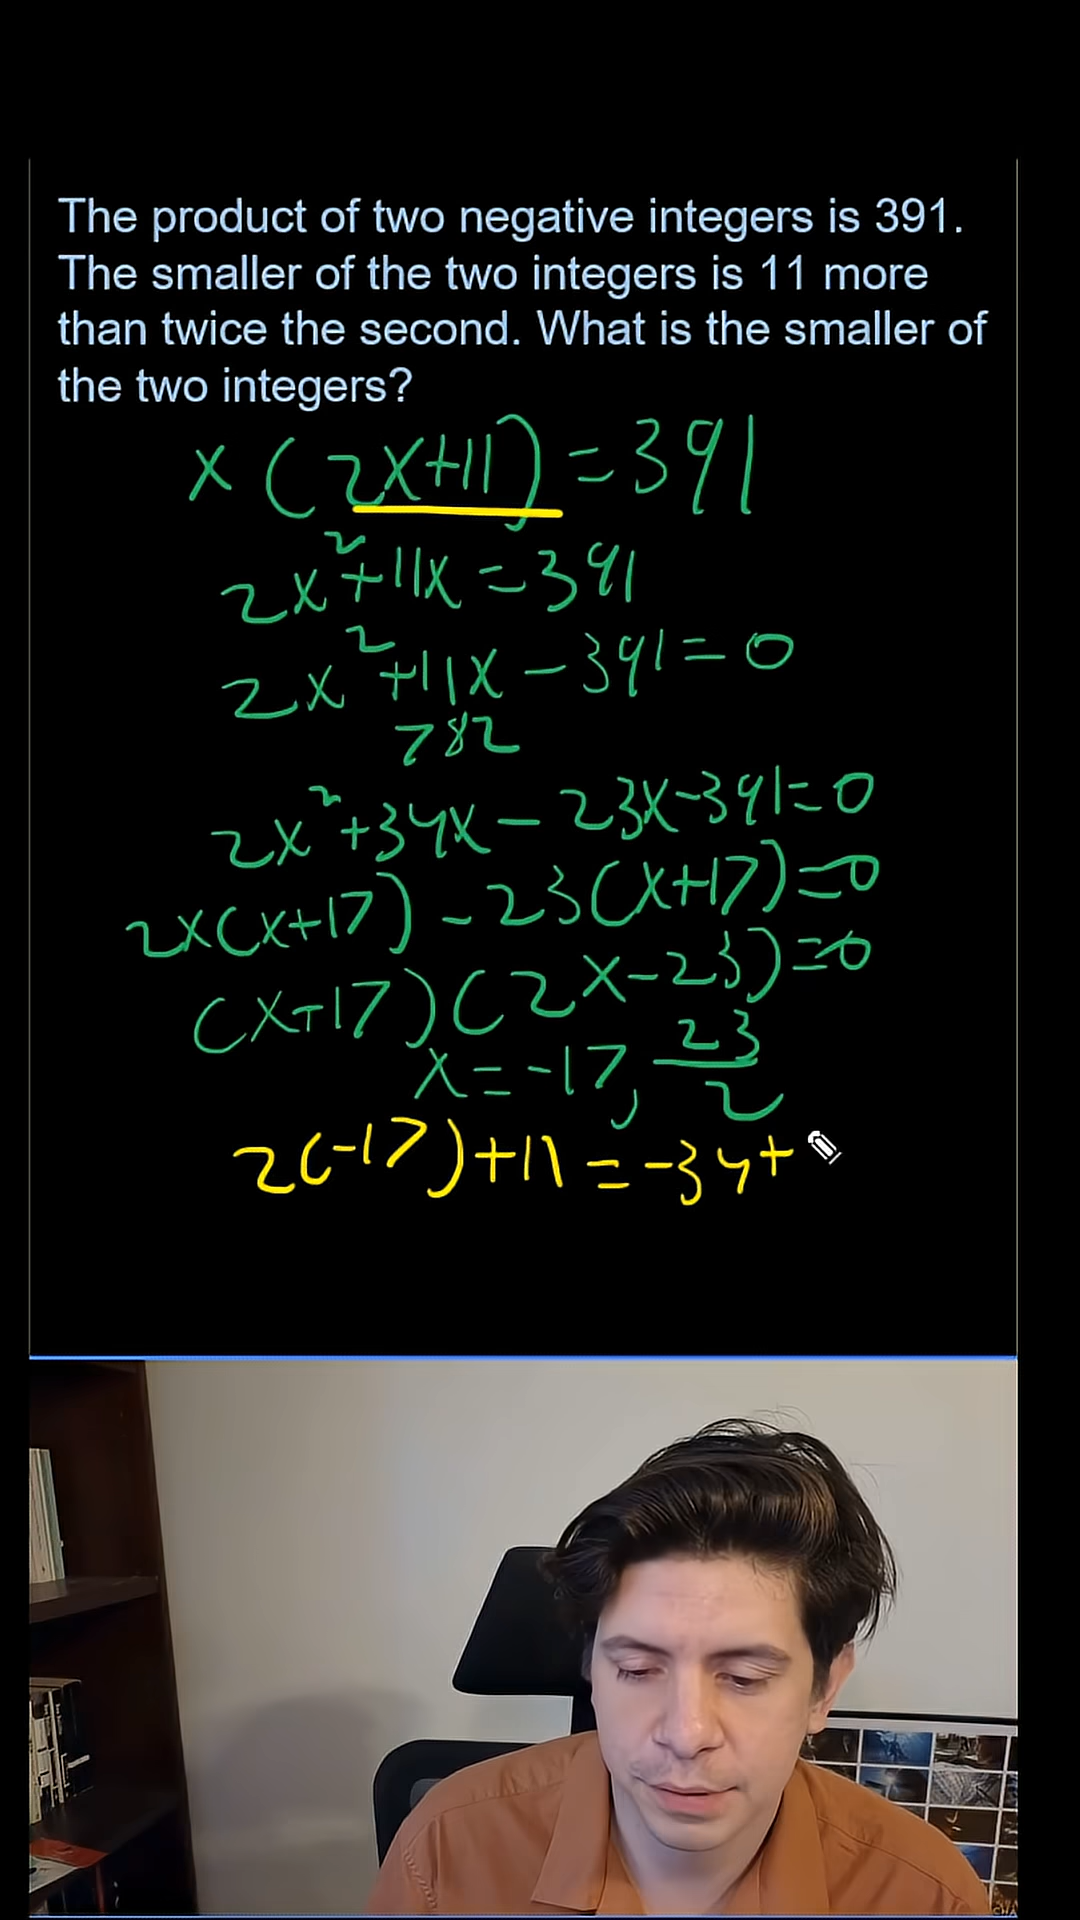 The product of two negative integers is 391.
The smaller of the two integers is 11 more
than twice the second. What is the smaller of
the two integers?
x(2x+11)=391
2x²+11x=391
2x²+11x-391=0
782
2x²+34x-23x-391=0
2x(x+17)-23(x+17)=0
(x+17)(2x-23)=0
x=-17, 23/2
2(-17)+11=-34+